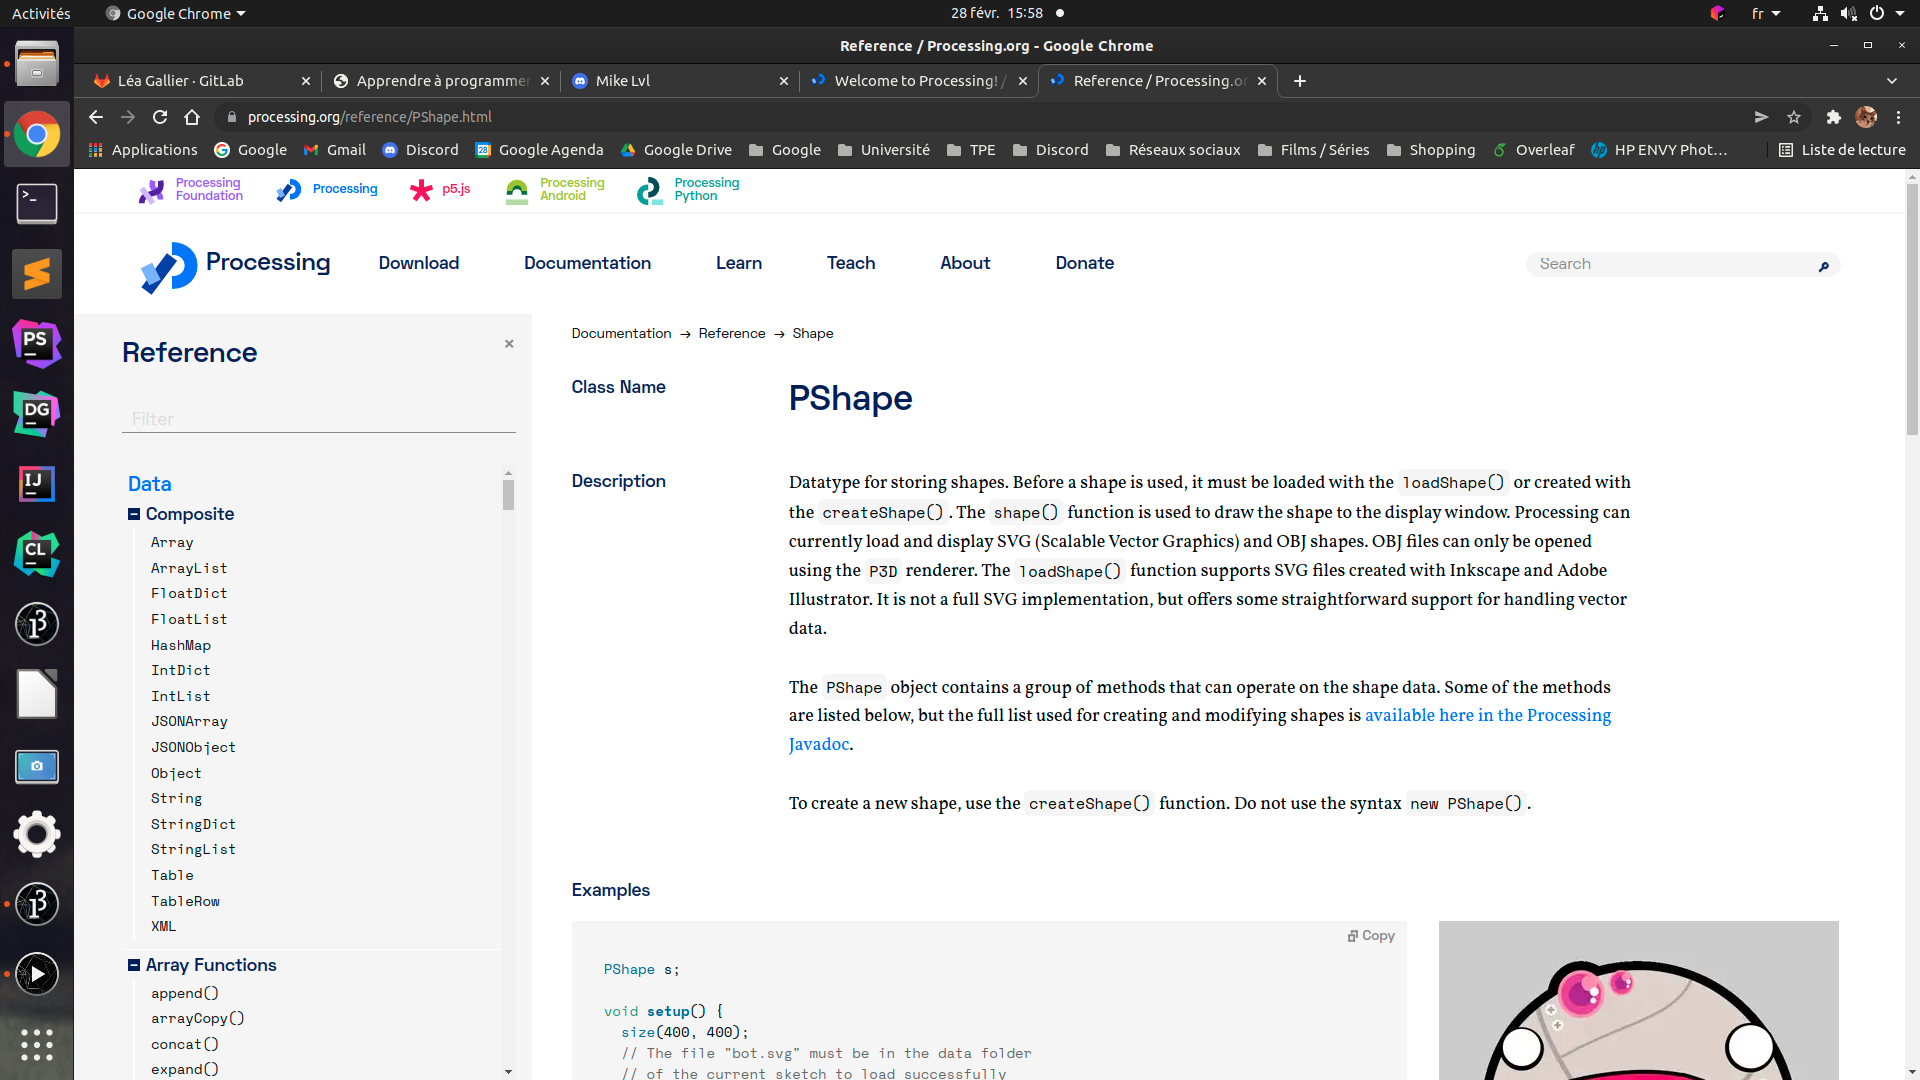 Activités
Google Chrome
28 févr.  15:58
fr
Reference / Processing.org - Google Chrome
Léa Gallier · GitLab
Apprendre à programmer
Mike Lvl
Welcome to Processing! /
Reference / Processing.or
processing.org/reference/PShape.html
Applications
Google
Gmail
Discord
28
Google Agenda
Google Drive
Google
Université
TPE
Discord
Réseaux sociaux
Films / Séries
Shopping
Overleaf
HP ENVY Phot…
Liste de lecture
Processing
Foundation
Processing
p5.js
Processing
Android
Processing
Python
Processing
Download
Documentation
Learn
Teach
About
Donate
Search
PS
DG
IJ
CL
Reference
Filter
Data
Composite
Array
ArrayList
FloatDict
FloatList
HashMap
IntDict
IntList
JSONArray
JSONObject
Object
String
StringDict
StringList
Table
TableRow
XML
Array Functions
append()
arrayCopy()
concat()
expand()
Documentation → Reference → Shape
Class Name
PShape
Description
Datatype for storing shapes. Before a shape is used, it must be loaded with the loadShape() or created with
the createShape(). The shape() function is used to draw the shape to the display window. Processing can
currently load and display SVG (Scalable Vector Graphics) and OBJ shapes. OBJ files can only be opened
using the P3D renderer. The loadShape() function supports SVG files created with Inkscape and Adobe
Illustrator. It is not a full SVG implementation, but offers some straightforward support for handling vector
data.
The PShape object contains a group of methods that can operate on the shape data. Some of the methods
are listed below, but the full list used for creating and modifying shapes is available here in the Processing
Javadoc.
To create a new shape, use the createShape() function. Do not use the syntax new PShape().
Examples
Copy
PShape s;
void setup() {
size(400, 400);
// The file "bot.svg" must be in the data folder
// of the current sketch to load successfully